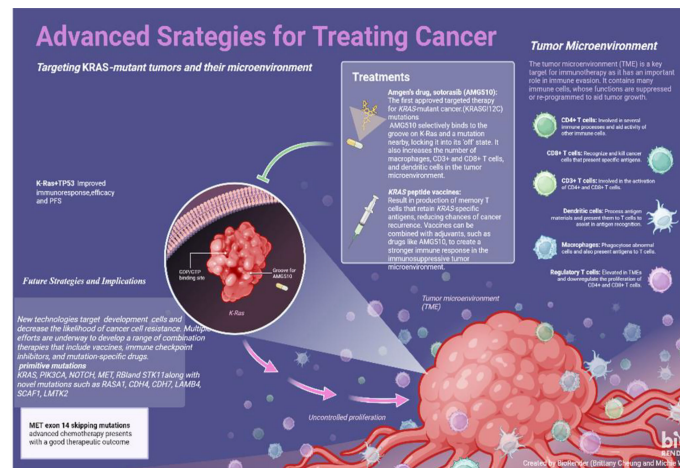 Advanced Srategies for Treating Cancer
Targeting KRAS-mutant tumors and their microenvironment
Treatments
Amgen's drug, sotorasib (AMG510):
The first approved targeted therapy
for KRAS-mutant cancer.(KRASG!12C)
mutations
AMG510 selectively binds to the
groove on K-Ras and a mutation
nearby, locking it into its 'off' state. It
also increases the number of
macrophages, CD3+ and CD8+ T cells,
and dendritic cells in the tumor
microenvironment.
KRAS peptide vaccines:
Result in production of memory T
cells that retain KRAS-specific
antigens, reducing chances of cancer
recurrence. Vaccines can be
combined with adjuvants, such as
drugs like AMG510, to create a
stronger immune response in the
immunosuppressive tumor
microenvironment.
Tumor Microenvironment
The tumor microenvironment (TME) is a key
target for immunotherapy as it has an important
role in immune evasion. It contains many
immune cells, whose functions are suppressed
or re-programmed to aid tumor growth.
CD4+ T cells: Involved in several
immune processes and aid activity of
other immune cells.
CD8+ T cells: Recognize and kill cancer
cells that present specific antigens.
CD3+ T cells: Involved in the activation
of CD4+ and CD8+ T cells.
Dendritic cells: Process antigen
materials and present them to T cells to
assist in antigen recognition.
Macrophages: Phagocytose abnormal
cells and also present antigens to T cells.
Regulatory T cells: Elevated in TMEs
and downregulate the proliferation of
CD4+ and CD8+ T cells.
K-Ras+TP53 Improved
immunoresponse,efficacy
and PFS
GDP/GTP
binding site
Groove for
AMG510
K-Ras
Tumor microenvironment
(TME)
Uncontrolled proliferation
Future Strategies and Implications
New technologies target development ,cells and
decrease the likelihood of cancer cell resistance. Multiple
efforts are underway to develop a range of combination
therapies that include vaccines, immune checkpoint
inhibitors, and mutation-specific drugs.
primitive mutations
KRAS, PIK3CA, NOTCH, MET, RBIand STK11along with
novel mutations such as RASA1, CDH4, CDH7, LAMB4,
SCAF1, LMTK2
MET exon 14 skipping mutations
advanced chemotherapy presents
with a good therapeutic outcome
bi
REND
Created by BioRender (Brittany Cheung and Michle W